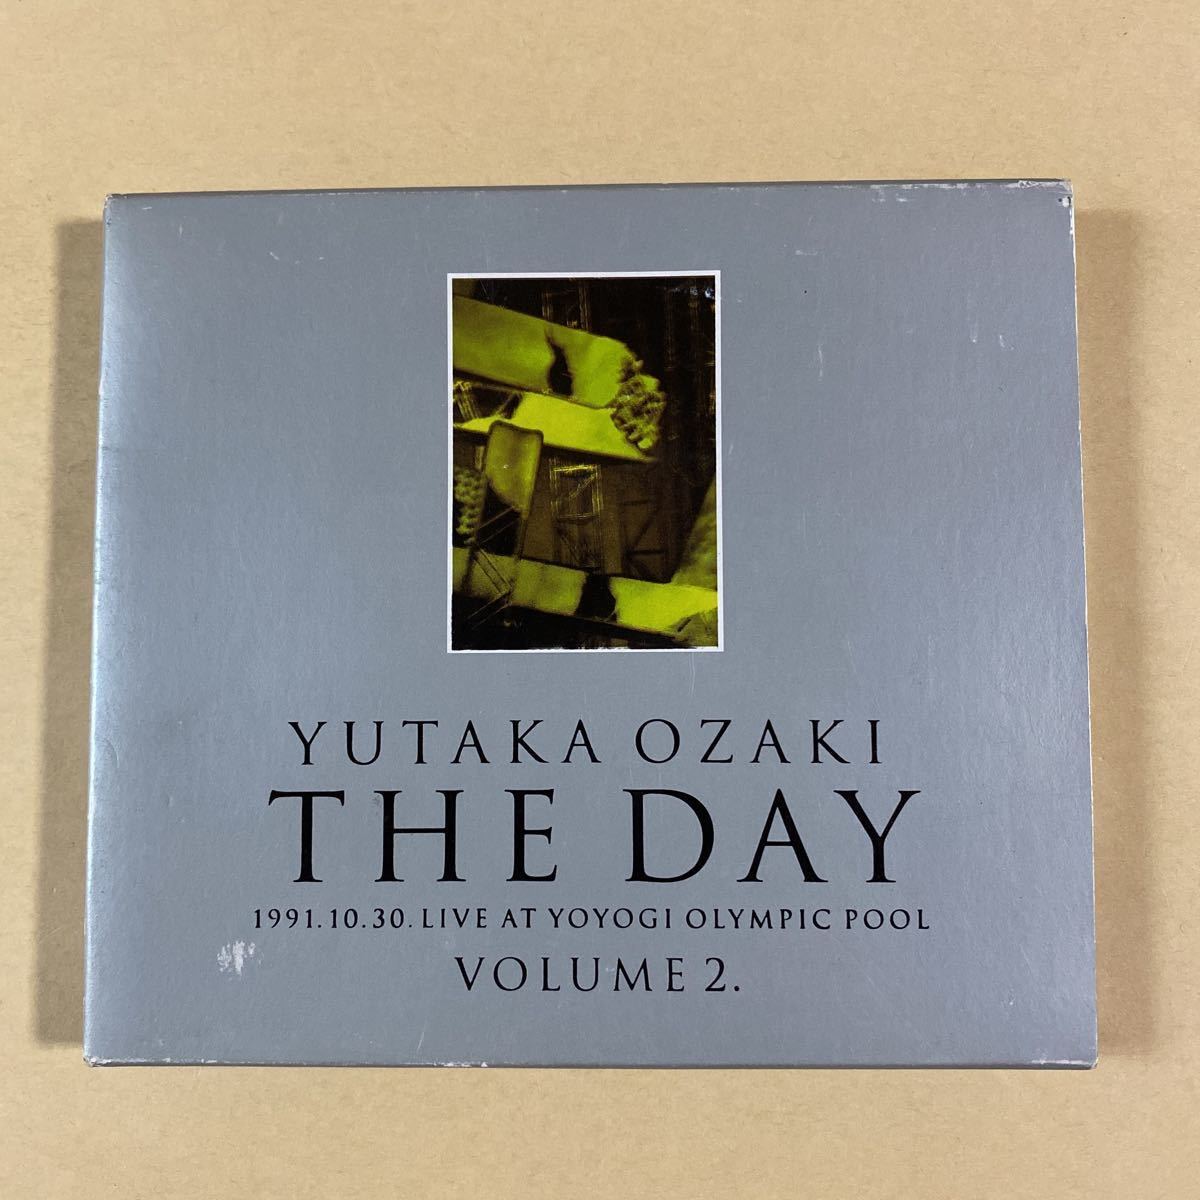 YUTAKA OZAKI
THE DAY
1991.10.30. LIVE AT YOYOGI OLYMPIC POOL
VOLUME 2.